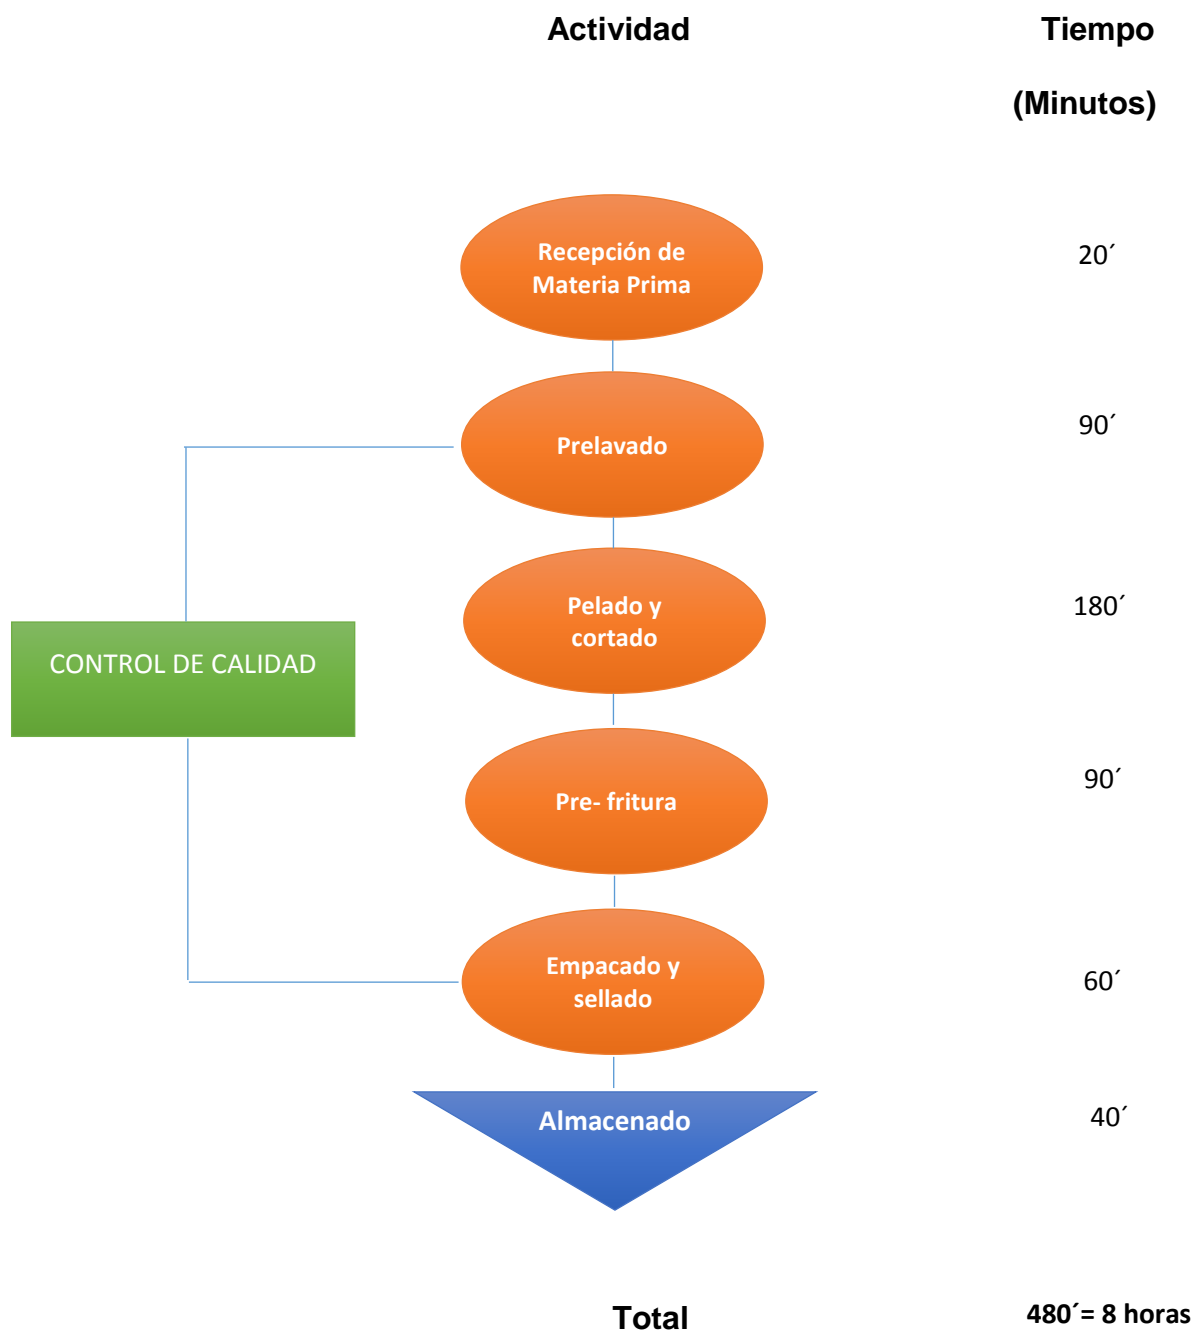 Actividad
Tiempo
(Minutos)
Recepción de
Materia Prima
20´
Prelavado
90´
Pelado y
cortado
180´
CONTROL DE CALIDAD
Pre- fritura
90´
Empacado y
sellado
60´
Almacenado
40´
Total
480´= 8 horas